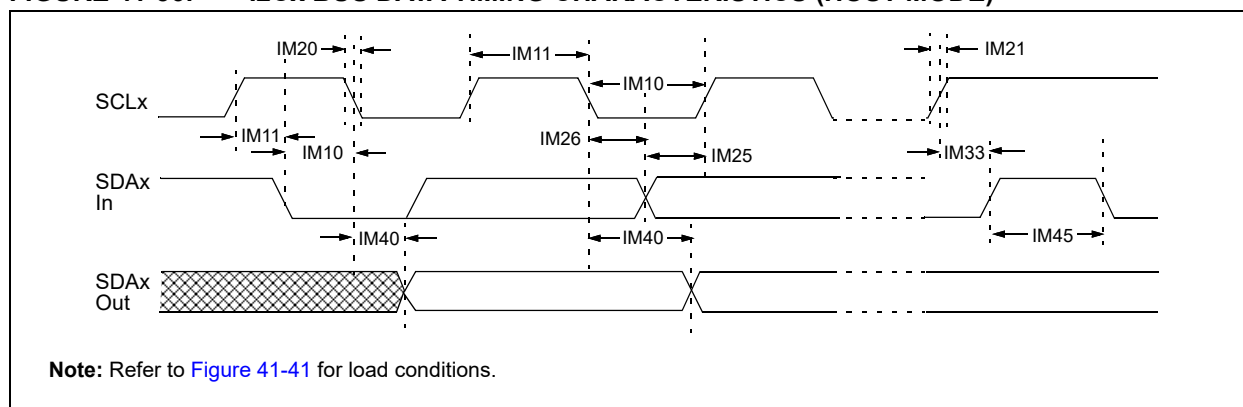 IM20
IM11
IM10
IM21
SCLx
IM11
IM10
IM26
IM25
IM33
SDAx
In
IM40
IM40
IM45
SDAx
Out
Note: Refer to Figure 41-41 for load conditions.